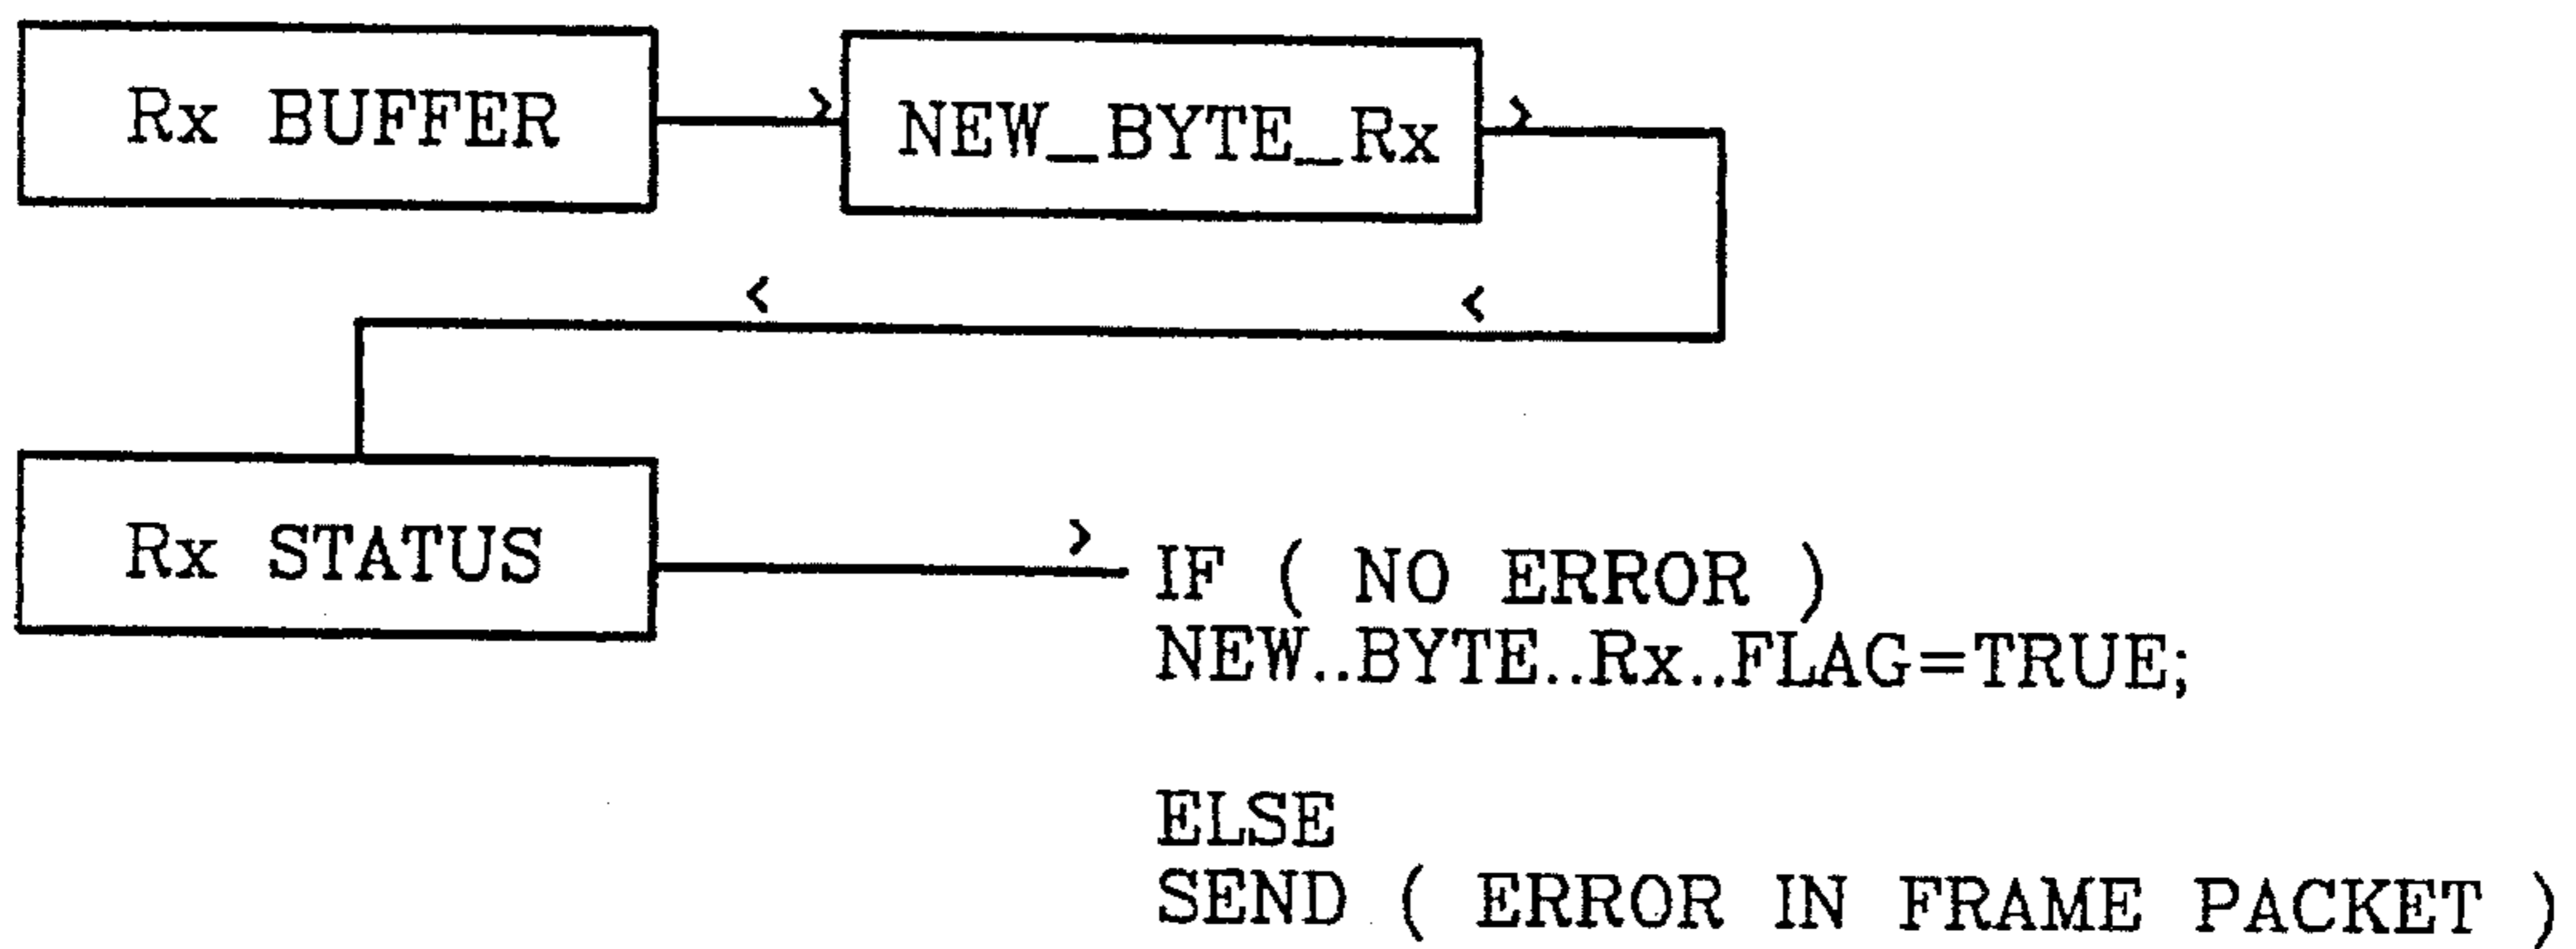 Rx BUFFER
NEW_BYTE_Rx
Rx STATUS
IF ( NO ERROR )
NEW..BYTE..Rx..FLAG=TRUE;
ELSE
SEND ( ERROR IN FRAME PACKET )